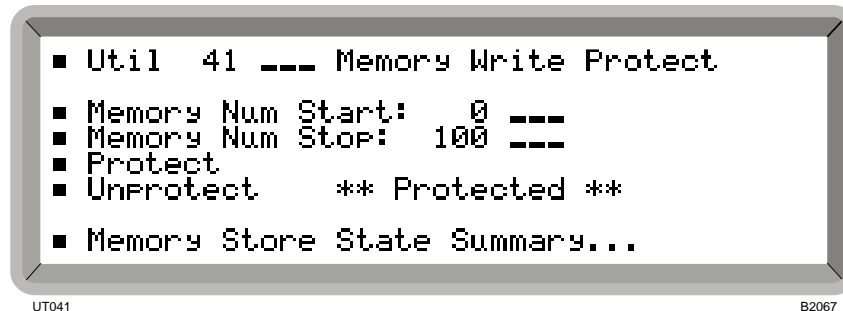 ▪ Util 41 ___ Memory Write Protect
▪ Memory Num Start: 0 ___
▪ Memory Num Stop: 100 ___
▪ Protect
▪ Unprotect ** Protected **
▪ Memory Store State Summary...
UT041 B2067